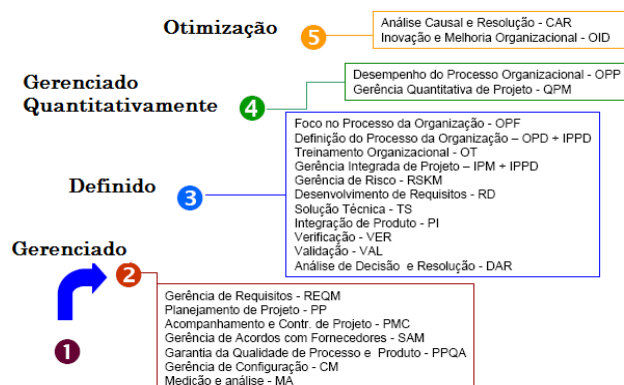 Otimização
5
Análise Causal e Resolução - CAR
Inovação e Melhoria Organizacional - OID
Gerenciado
Quantitativamente
4
Desempenho do Processo Organizacional - OPP
Gerência Quantitativa de Projeto - QPM
Definido
3
Foco no Processo da Organização - OPF
Definição do Processo da Organização – OPD + IPPD
Treinamento Organizacional - OT
Gerência Integrada de Projeto – IPM + IPPD
Gerência de Risco - RSKM
Desenvolvimento de Requisitos - RD
Solução Técnica - TS
Integração de Produto - PI
Verificação - VER
Validação - VAL
Análise de Decisão e Resolução - DAR
Gerenciado
2
Gerência de Requisitos - REQM
Planejamento de Projeto - PP
Acompanhamento e Contr. de Projeto - PMC
Gerência de Acordos com Fornecedores - SAM
Garantia da Qualidade de Processo e Produto - PPQA
Gerência de Configuração - CM
Medição e análise - MA
1